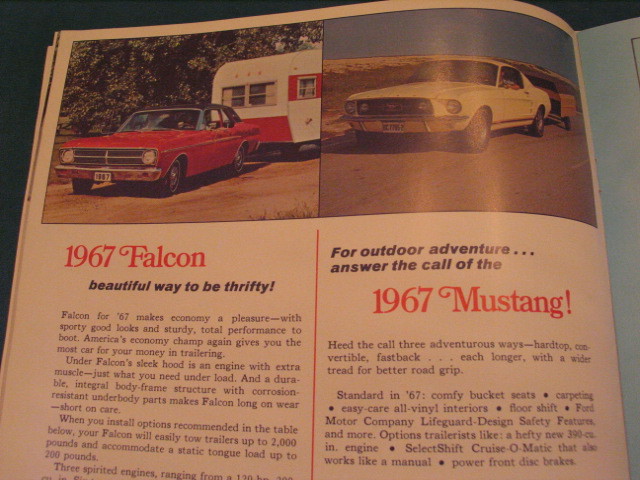 1967
1967 Falcon
beautiful way to be thrifty!
Falcon for '67 makes economy a pleasure—with
sporty good looks and sturdy, total performance to
boot. America's economy champ again gives you the
most car for your money in trailering.
Under Falcon's sleek hood is an engine with extra
muscle—just what you need under load. And a dura-
ble, integral body-frame structure with corrosion-
resistant underbody parts makes Falcon long on wear
—short on care.
When you install options recommended in the table
below, your Falcon will easily tow trailers up to 2,000
pounds and accommodate a static tongue load up to
200 pounds.
Three spirited engines, ranging from a 120-hp, 200
For outdoor adventure . . .
answer the call of the
1967 Mustang!
Heed the call three adventurous ways—hardtop, con-
vertible, fastback . . . each longer, with a wider
tread for better road grip.
Standard in '67: comfy bucket seats • carpeting
• easy-care all-vinyl interiors • floor shift • Ford
Motor Company Lifeguard-Design Safety Features,
and more. Options trailerists like: a hefty new 390-cu.
in. engine • SelectShift Cruise-O-Matic that also
works like a manual • power front disc brakes.